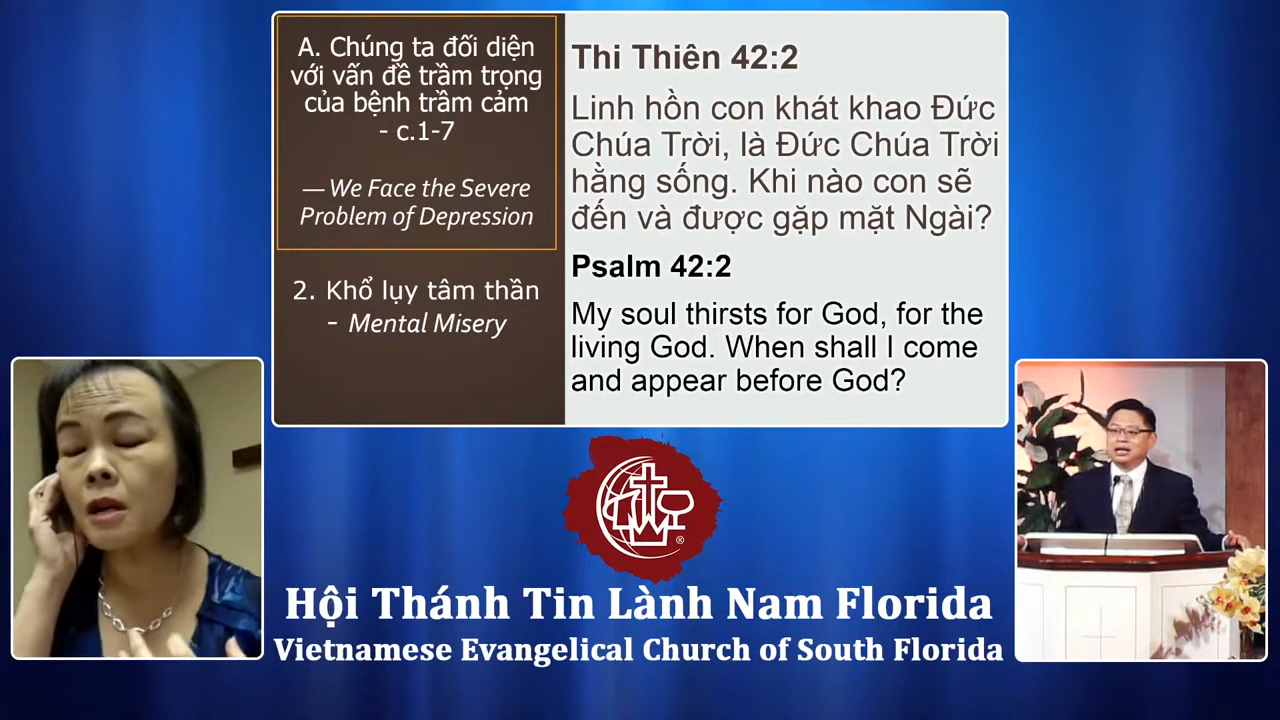 A. Chúng ta đối diện
với vấn đề trầm trọng
của bệnh trầm cảm
- c.1-7
— We Face the Severe
Problem of Depression
2. Khổ lụy tâm thần
- Mental Misery
Thi Thiên 42:2
Linh hồn con khát khao Đức
Chúa Trời, là Đức Chúa Trời
hằng sống. Khi nào con sẽ
đến và được gặp mặt Ngài?
Psalm 42:2
My soul thirsts for God, for the
living God. When shall I come
and appear before God?
®
Hội Thánh Tin Lành Nam Florida
Vietnamese Evangelical Church of South Florida